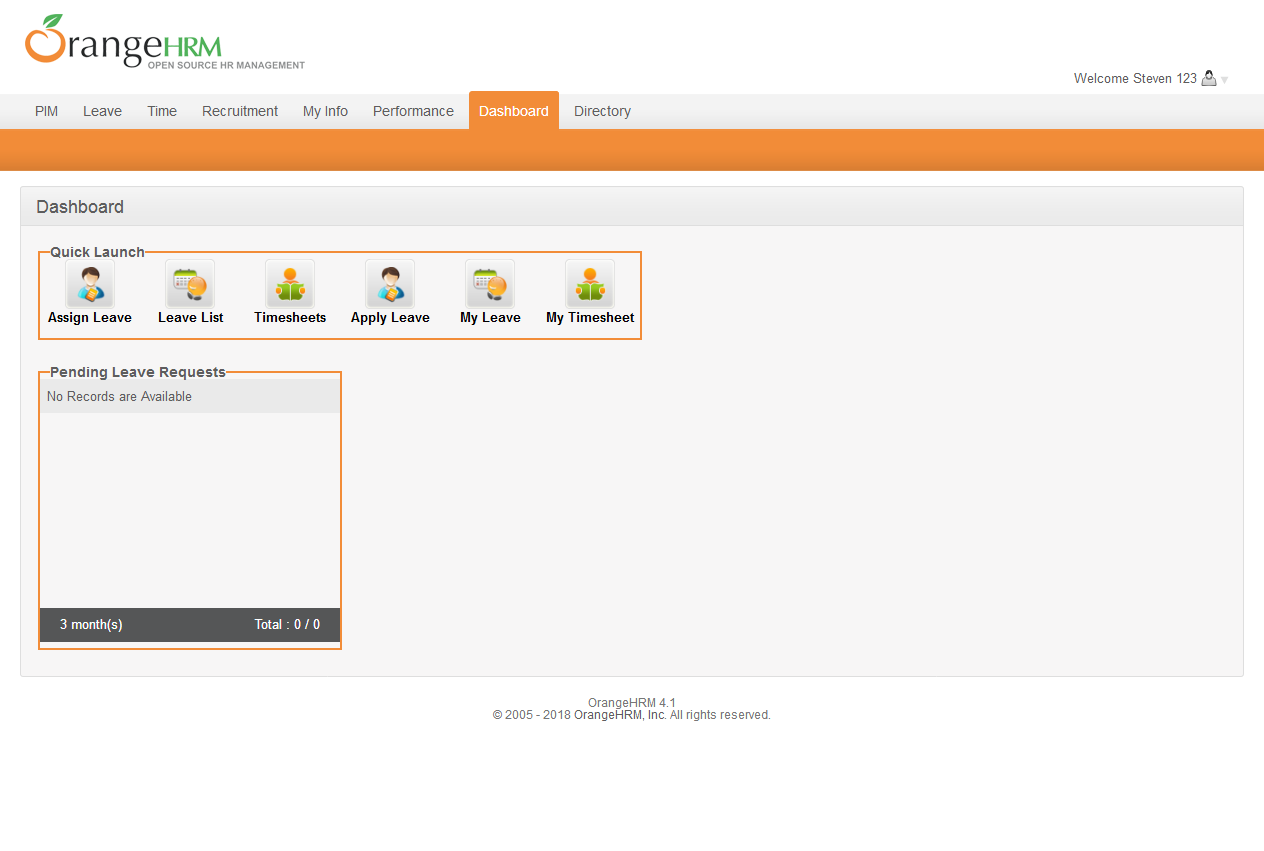 OrangeHRM
OPEN SOURCE HR MANAGEMENT
Welcome Steven 123
PIM Leave Time Recruitment My Info Performance Dashboard Directory
Dashboard
Quick Launch
Assign Leave Leave List Timesheets Apply Leave My Leave My Timesheet
Pending Leave Requests
No Records are Available
3 month(s) Total : 0 / 0
OrangeHRM 4.1
© 2005 - 2018 OrangeHRM, Inc. All rights reserved.